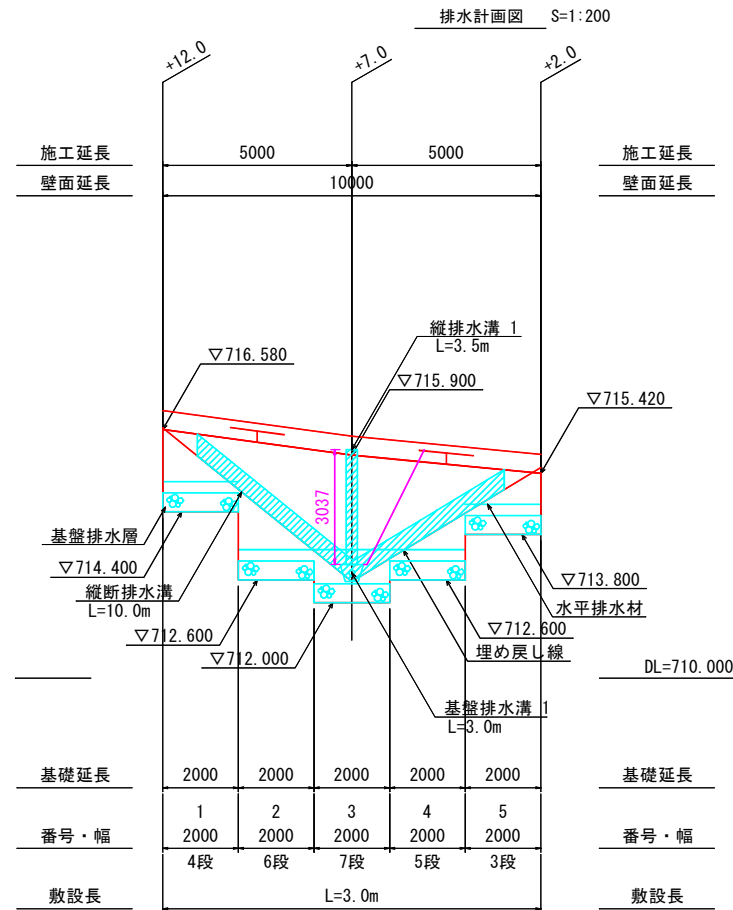 排水計画図 S=1:200
+12.0 +7.0 +2.0
施工延長 5000 5000 施工延長
壁面延長 10000 壁面延長
縦排水溝 1
L=3.5m
▽716.580
▽715.900
▽715.420
3037
基盤排水層
▽714.400
▽713.800
縦断排水溝
L=10.0m
水平排水材
▽712.600
▽712.600
▽712.000
埋め戻し線
DL=710.000
基盤排水溝 1
L=3.0m
基礎延長 2000 2000 2000 2000 2000 基礎延長
1 2 3 4 5
番号・幅 2000 2000 2000 2000 2000 番号・幅
4段 6段 7段 5段 3段
敷設長 L=3.0m 敷設長